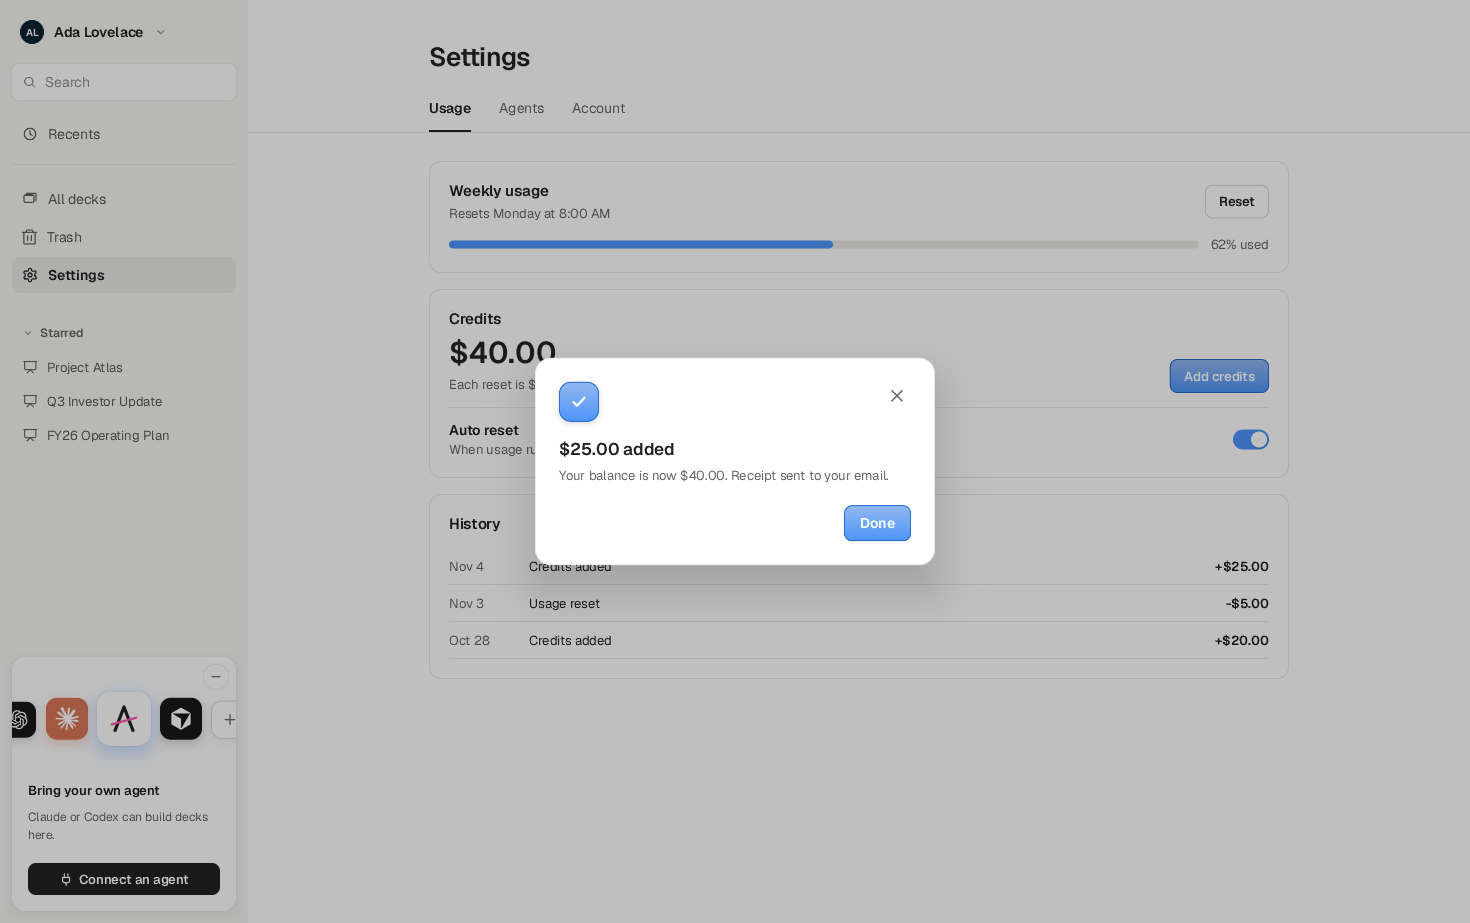 AL
Ada Lovelace
Search
Recents
All decks
Trash
Settings
Starred
Project Atlas
Q3 Investor Update
FY26 Operating Plan
Bring your own agent
Claude or Codex can build decks
here.
Connect an agent
Settings
Usage
Agents
Account
Weekly usage
Resets Monday at 8:00 AM
Reset
62% used
Credits
$40.00
Each reset is $
Add credits
Auto reset
When usage
$25.00 added
Your balance is now $40.00. Receipt sent to your email.
Done
History
Nov 4 Credits added +$25.00
Nov 3 Usage reset -$5.00
Oct 28 Credits added +$20.00